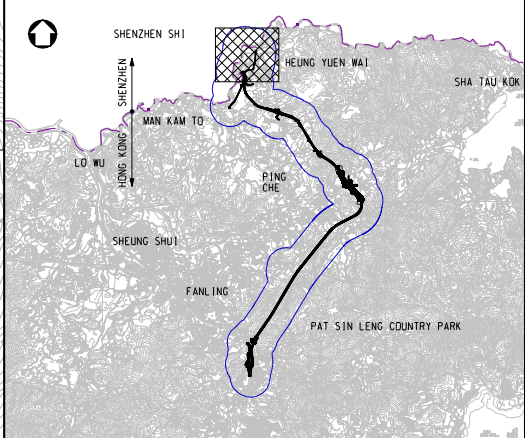 SHENZHEN SHI
HEUNG YUEN WAI
SHENZHEN
SHA TAU KOK
MAN KAM TO
LO WU
HONG KONG
PING
CHE
SHEUNG SHUI
FANLING
PAT SIN LENG COUNTRY PARK